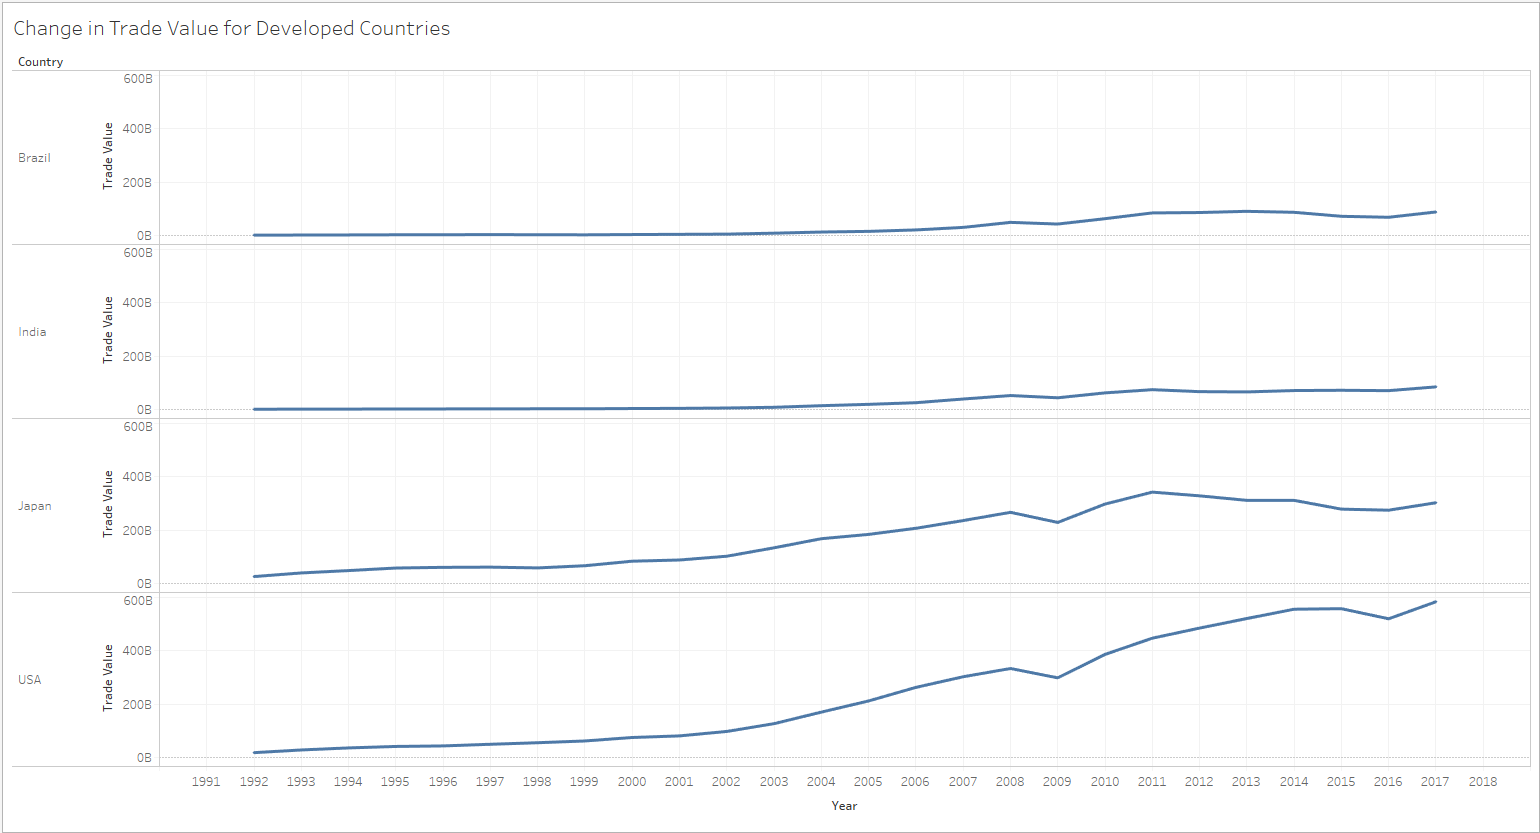 Change in Trade Value for Developed Countries
Country
Brazil
Trade Value
600B
400B
200B
0B
India
Trade Value
600B
400B
200B
0B
Japan
Trade Value
600B
400B
200B
0B
USA
Trade Value
600B
400B
200B
0B
1991 1992 1993 1994 1995 1996 1997 1998 1999 2000 2001 2002 2003 2004 2005 2006 2007 2008 2009 2010 2011 2012 2013 2014 2015 2016 2017 2018
Year